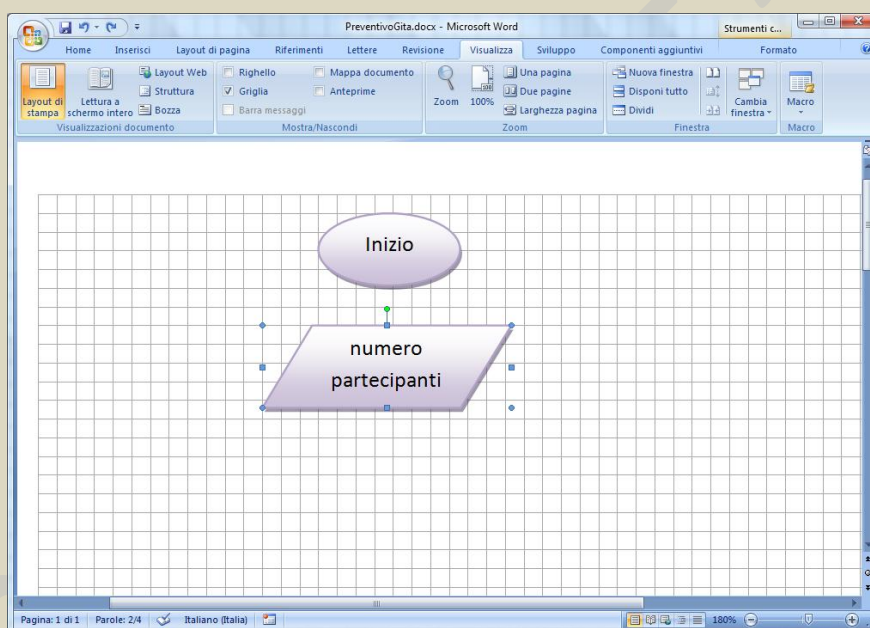 PreventivoGita.docx - Microsoft Word
Strumenti c...
Home Inserisci Layout di pagina Riferimenti Lettere Revisione Visualizza Sviluppo Componenti aggiuntivi Formato
Layout di stampa
Lettura a schermo intero
Layout Web
Struttura
Bozza
Visualizzazioni documento
Righello
Griglia
Barra messaggi
Mappa documento
Anteprime
Mostra/Nascondi
Zoom
100%
Una pagina
Due pagine
Larghezza pagina
Zoom
Nuova finestra
Disponi tutto
Dividi
Cambia finestra
Finestra
Macro
Macro
Inizio
numero
partecipanti
Pagina: 1 di 1 Parole: 2/4 Italiano (Italia) 180%